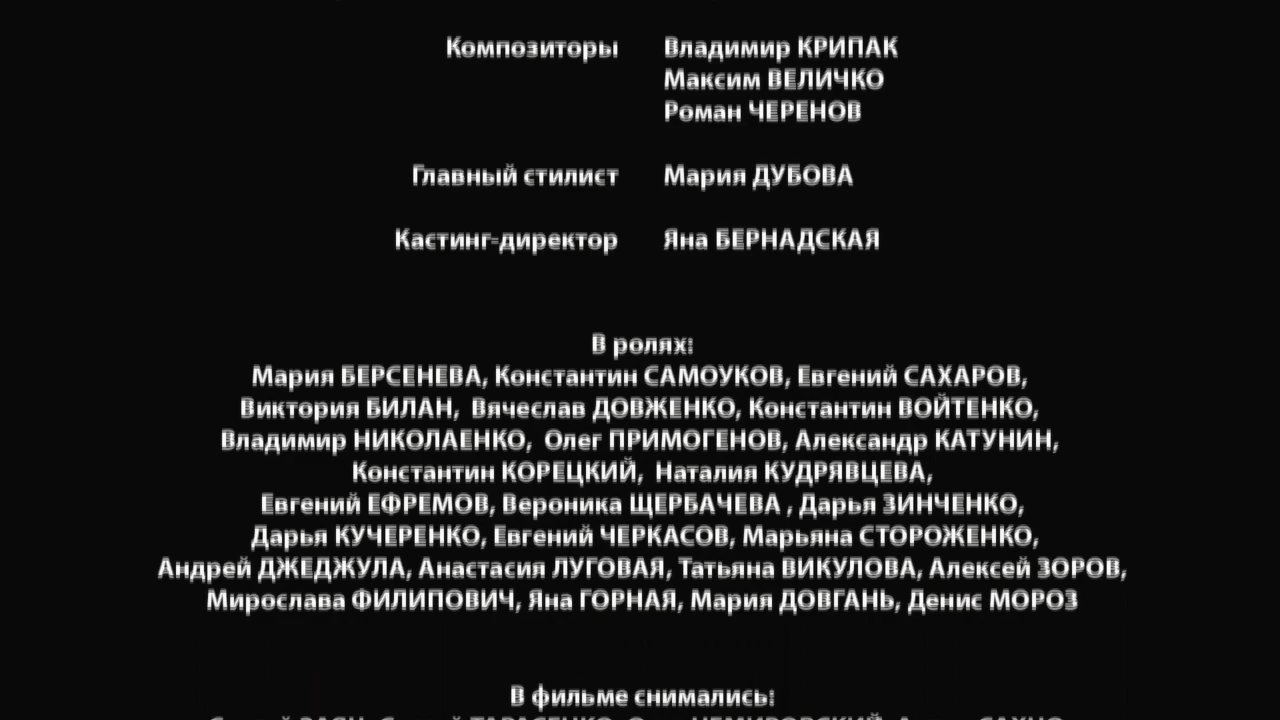 Композиторы Владимир КРИПАК
Максим ВЕЛИЧКО
Роман ЧЕРЕНОВ
Главный стилист Мария ДУБОВА
Кастинг-директор Яна БЕРНАДСКАЯ
В ролях:
Мария БЕРСЕНЕВА, Константин САМОУКОВ, Евгений САХАРОВ,
Виктория БИЛАН, Вячеслав ДОВЖЕНКО, Константин ВОЙТЕНКО,
Владимир НИКОЛАЕНКО, Олег ПРИМОГЕНОВ, Александр КАТУНИН,
Константин КОРЕЦКИЙ, Наталия КУДРЯВЦЕВА,
Евгений ЕФРЕМОВ, Вероника ЩЕРБАЧЕВА , Дарья ЗИНЧЕНКО,
Дарья КУЧЕРЕНКО, Евгений ЧЕРКАСОВ, Марьяна СТОРОЖЕНКО,
Андрей ДЖЕДЖУЛА, Анастасия ЛУГОВАЯ, Татьяна ВИКУЛОВА, Алексей ЗОРОВ,
Мирослава ФИЛИПОВИЧ, Яна ГОРНАЯ, Мария ДОВГАНЬ, Денис МОРОЗ
В фильме снимались: